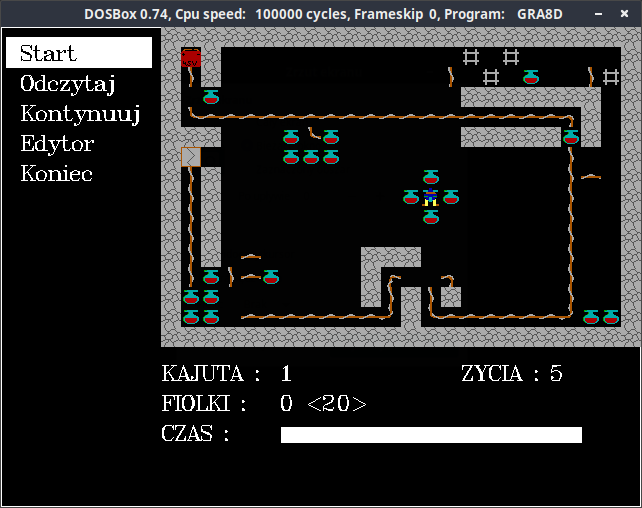 DOSBox 0.74, Cpu speed: 100000 cycles, Frameskip 0, Program: GRA8D
Start
Odczytaj
Kontynuuj
Edytor
Koniec
KAJUTA : 1 ZYCIA : 5
FIOLKI : 0 <20>
CZAS :